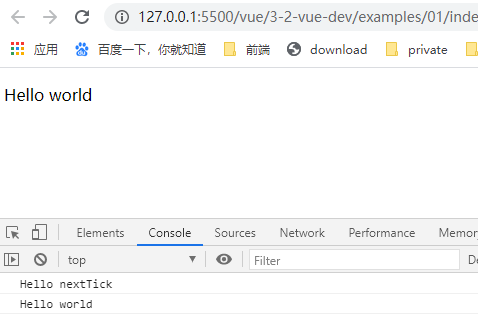 127.0.0.1:5500/vue/3-2-vue-dev/examples/01/inde
应用 百度一下，你就知道 前端 download private
Hello world
Elements Console Sources Network Performance Memor
top Filter De
Hello nextTick
Hello world